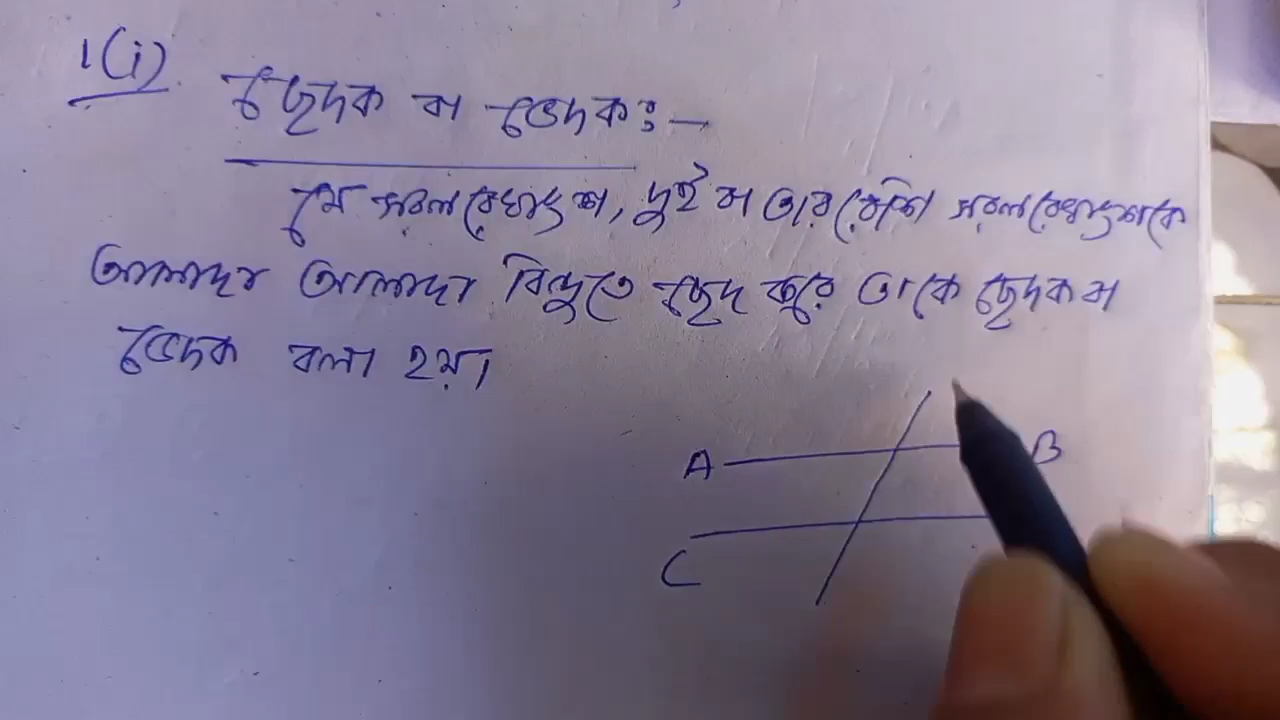 1(i)
ছেদক বা ভেদক:-
যে সরলরেখাংশ, দুই বা তার বেশি সরলরেখাংশকে
আলাদা আলাদা বিন্দুতে ছেদ করে তাকে ছেদক বা
ভেদক বলা হয়।
A B
C